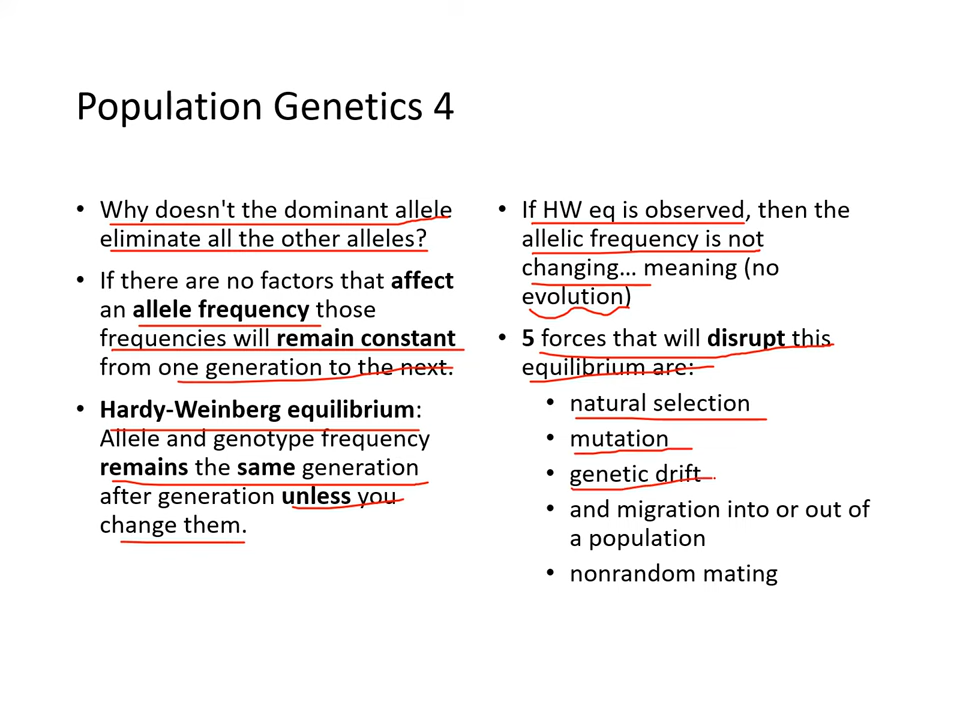 Population Genetics 4
• Why doesn't the dominant allele
eliminate all the other alleles?
• If there are no factors that affect
an allele frequency those
frequencies will remain constant
from one generation to the next.
• Hardy-Weinberg equilibrium:
Allele and genotype frequency
remains the same generation
after generation unless you
change them.
• If HW eq is observed, then the
allelic frequency is not
changing… meaning (no
evolution)
• 5 forces that will disrupt this
equilibrium are:
• natural selection
• mutation
• genetic drift
• and migration into or out of
a population
• nonrandom mating